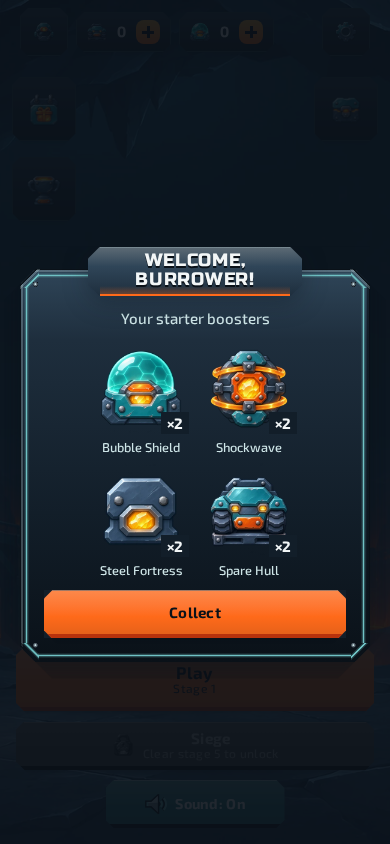 0
0
WELCOME,
BURROWER!
Your starter boosters
×2
×2
Bubble Shield
Shockwave
×2
×2
Steel Fortress
Spare Hull
Collect
Play
Stage 1
Siege
Clear stage 5 to unlock
Sound: On